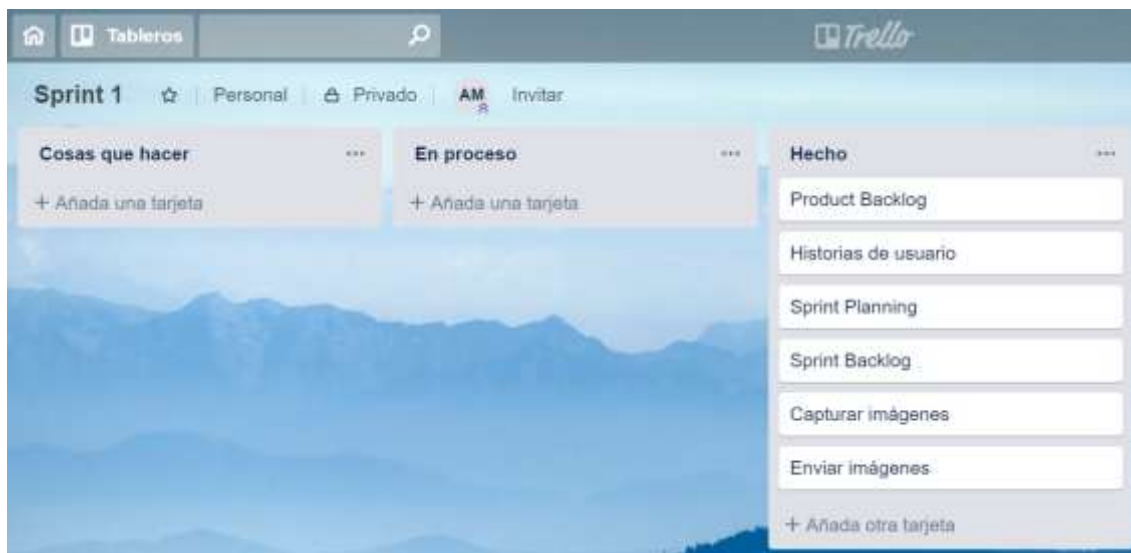 Tableros
Trello
Sprint 1 Personal Privado AM Invitar
Cosas que hacer
+ Añada una tarjeta
En proceso
+ Añada una tarjeta
Hecho
Product Backlog
Historias de usuario
Sprint Planning
Sprint Backlog
Capturar imágenes
Enviar imágenes
+ Añada otra tarjeta